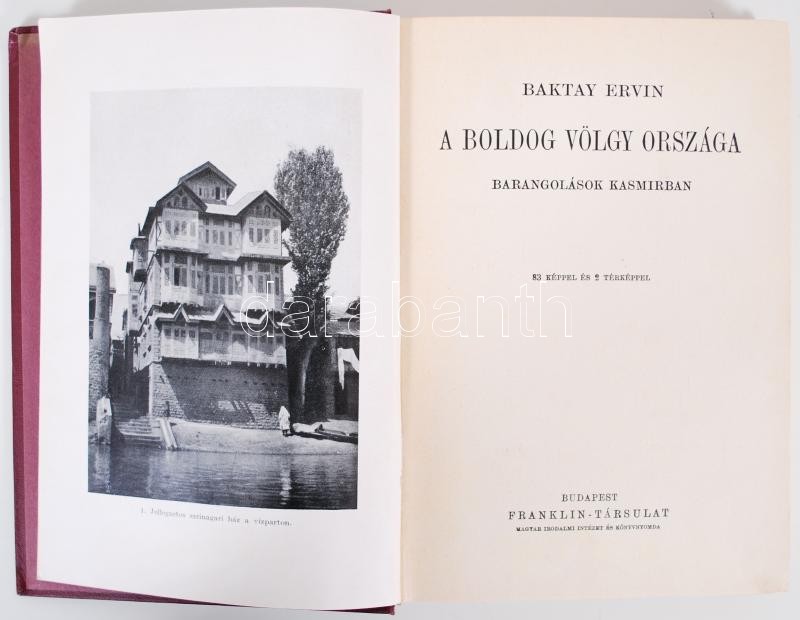 1. Jellegzetes szrinagari ház a vízparton.
BAKTAY ERVIN
A BOLDOG VÖLGY ORSZÁGA
BARANGOLÁSOK KASMIRBAN
83 KÉPPEL ÉS 2 TÉRKÉPPEL
BUDAPEST
FRANKLIN-TÁRSULAT
MAGYAR IRODALMI INTÉZET ÉS KÖNYVNYOMDA
darabanth